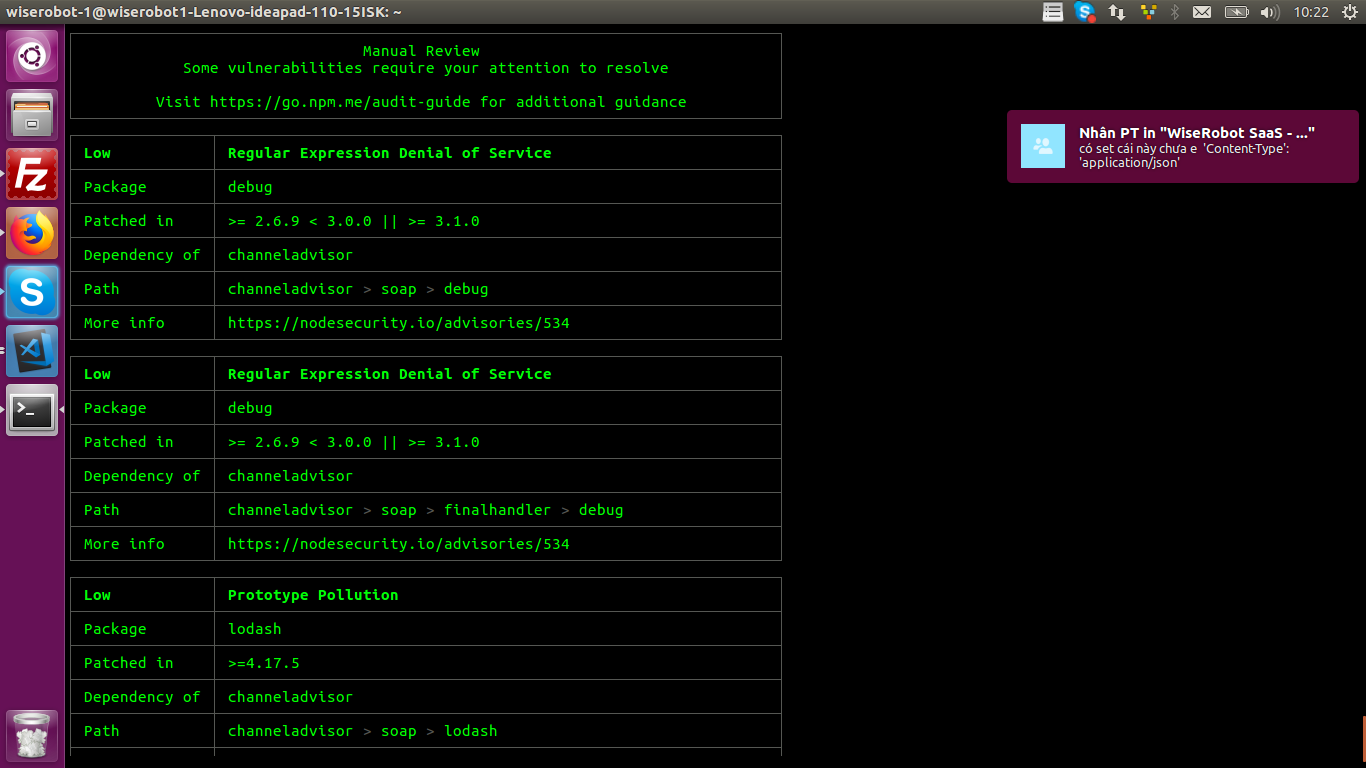 wiserobot-1@wiserobot1-Lenovo-ideapad-110-15ISK: ~
10:22
Manual Review
Some vulnerabilities require your attention to resolve
Visit https://go.npm.me/audit-guide for additional guidance
Low Regular Expression Denial of Service
Package debug
Patched in >= 2.6.9 < 3.0.0 || >= 3.1.0
Dependency of channeladvisor
Path channeladvisor > soap > debug
More info https://nodesecurity.io/advisories/534
Low Regular Expression Denial of Service
Package debug
Patched in >= 2.6.9 < 3.0.0 || >= 3.1.0
Dependency of channeladvisor
Path channeladvisor > soap > finalhandler > debug
More info https://nodesecurity.io/advisories/534
Low Prototype Pollution
Package lodash
Patched in >=4.17.5
Dependency of channeladvisor
Path channeladvisor > soap > lodash
Nhân PT in "WiseRobot SaaS - ..."
có set cái này chưa e 'Content-Type':
'application/json'